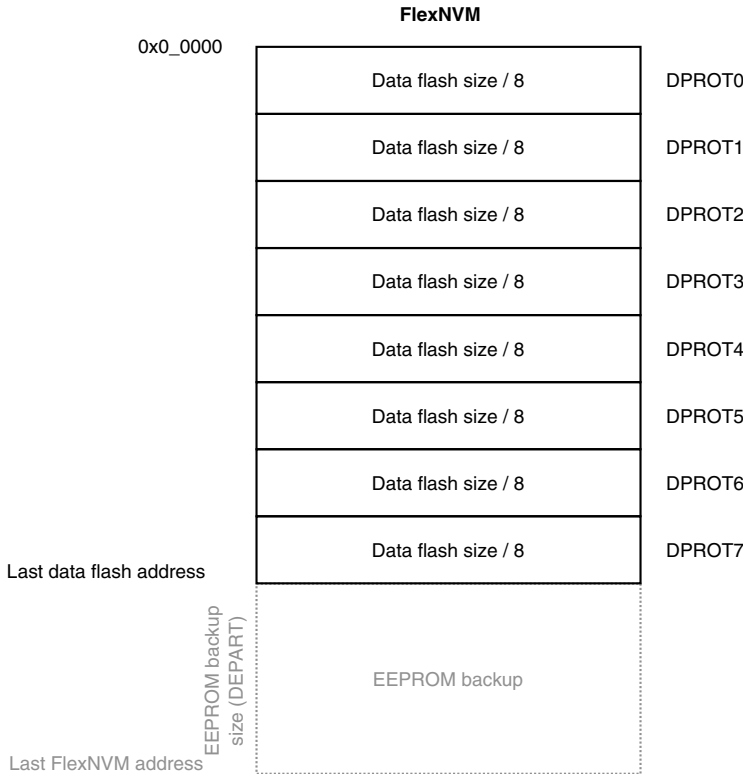 FlexNVM
0x0_0000
Data flash size / 8 DPROT0
Data flash size / 8 DPROT1
Data flash size / 8 DPROT2
Data flash size / 8 DPROT3
Data flash size / 8 DPROT4
Data flash size / 8 DPROT5
Data flash size / 8 DPROT6
Data flash size / 8 DPROT7
Last data flash address
EEPROM backup
size (DEPART)
EEPROM backup
Last FlexNVM address